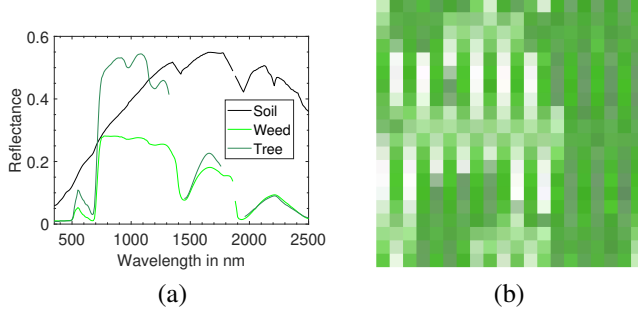 0.6
0.4
0.2
0
Reflectance
Soil
Weed
Tree
500 1000 1500 2000 2500
Wavelength in nm
(a) (b)